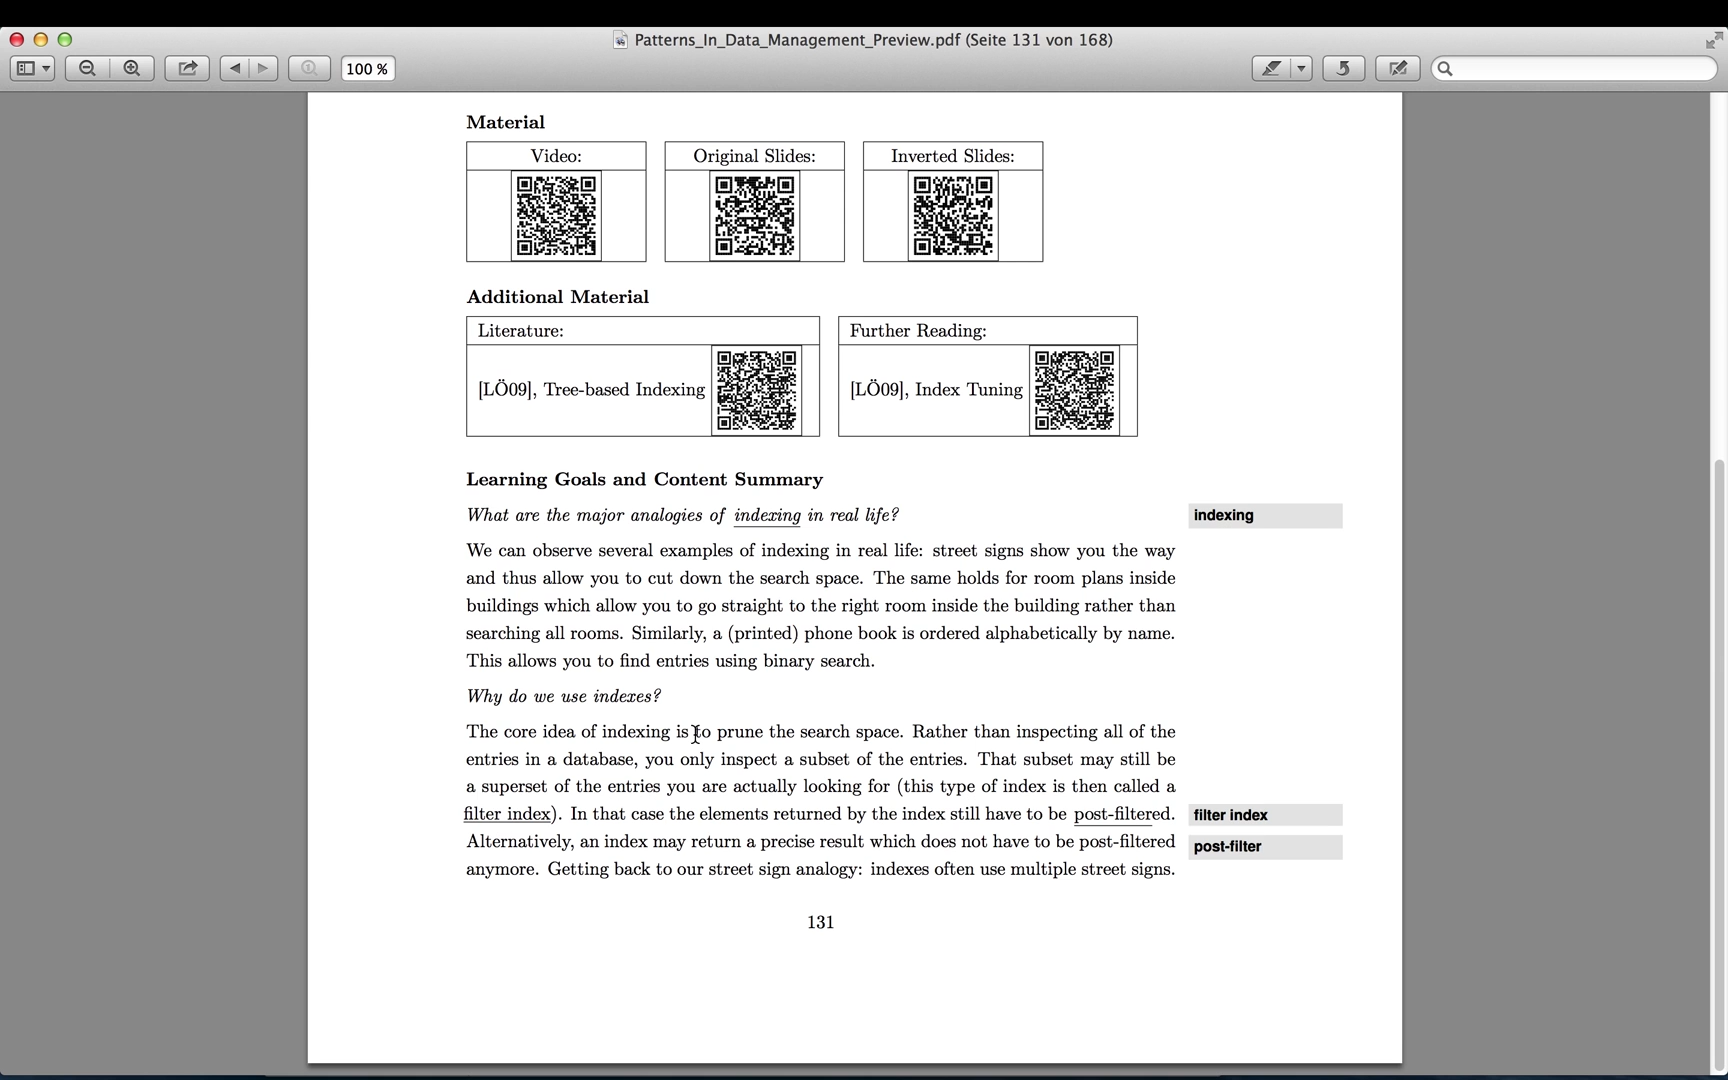 Patterns_In_Data_Management_Preview.pdf (Seite 131 von 168)
100 %
Material
Video:
Original Slides:
Inverted Slides:
Additional Material
Literature:
Further Reading:
[LÖ09], Tree-based Indexing
[LÖ09], Index Tuning
Learning Goals and Content Summary
What are the major analogies of indexing in real life?
indexing
We can observe several examples of indexing in real life: street signs show you the way
and thus allow you to cut down the search space. The same holds for room plans inside
buildings which allow you to go straight to the right room inside the building rather than
searching all rooms. Similarly, a (printed) phone book is ordered alphabetically by name.
This allows you to find entries using binary search.
Why do we use indexes?
The core idea of indexing is to prune the search space. Rather than inspecting all of the
entries in a database, you only inspect a subset of the entries. That subset may still be
a superset of the entries you are actually looking for (this type of index is then called a
filter index). In that case the elements returned by the index still have to be post-filtered.
filter index
Alternatively, an index may return a precise result which does not have to be post-filtered
post-filter
anymore. Getting back to our street sign analogy: indexes often use multiple street signs.
131